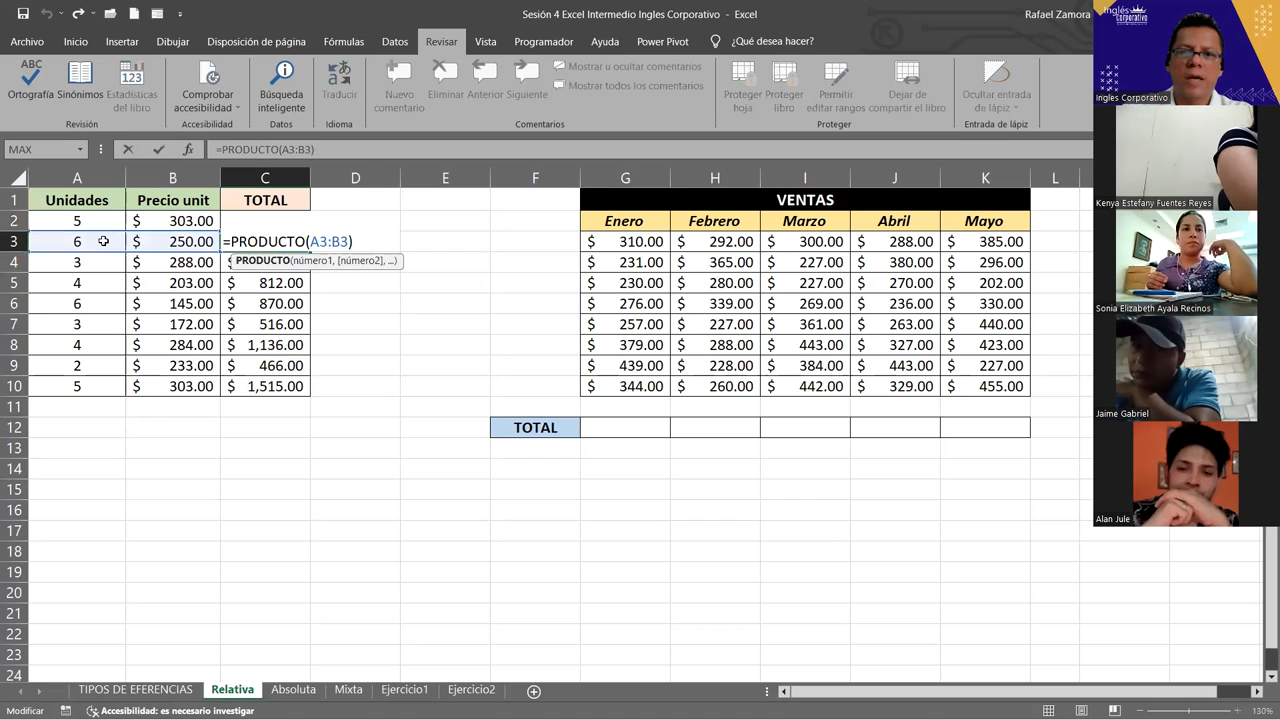 Sesión 4 Excel Intermedio Ingles Corporativo - Excel
Rafael Zamora
Archivo Inicio Insertar Dibujar Disposición de página Fórmulas Datos Revisar Vista Programador Ayuda Power Pivot ¿Qué desea hacer?
ABC
Ortografía
Sinónimos
123
Estadísticas del libro
Revisión
Comprobar accesibilidad
Accesibilidad
Búsqueda inteligente
Datos
Traducir
Idioma
Nuevo comentario
Eliminar
Anterior
Siguiente
Mostrar u ocultar comentario
Mostrar todos los comentarios
Comentarios
Proteger hoja
Proteger libro
Permitir editar rangos
Dejar de compartir el libro
Proteger
Ocultar entrada de lápiz
Entrada de lápiz
MAX fx =PRODUCTO(A3:B3)
A B C D E F G H I J K L
1 Unidades Precio unit TOTAL VENTAS
2 5 $ 303.00 Enero Febrero Marzo Abril Mayo
3 6 $ 250.00 =PRODUCTO(A3:B3) $ 310.00 $ 292.00 $ 300.00 $ 288.00 $ 385.00
PRODUCTO(número1, [número2], ...)
4 3 $ 288.00 $ 231.00 $ 365.00 $ 227.00 $ 380.00 $ 296.00
5 4 $ 203.00 $ 812.00 $ 230.00 $ 280.00 $ 227.00 $ 270.00 $ 202.00
6 6 $ 145.00 $ 870.00 $ 276.00 $ 339.00 $ 269.00 $ 236.00 $ 330.00
7 3 $ 172.00 $ 516.00 $ 257.00 $ 227.00 $ 361.00 $ 263.00 $ 440.00
8 4 $ 284.00 $ 1,136.00 $ 379.00 $ 288.00 $ 443.00 $ 327.00 $ 423.00
9 2 $ 233.00 $ 466.00 $ 439.00 $ 228.00 $ 384.00 $ 443.00 $ 227.00
10 5 $ 303.00 $ 1,515.00 $ 344.00 $ 260.00 $ 442.00 $ 329.00 $ 455.00
11
12 TOTAL
13
14
15
16
17
18
19
20
21
22
23
24
TIPOS DE EFERENCIAS Relativa Absoluta Mixta Ejercicio1 Ejercicio2
Modificar Accesibilidad: es necesario investigar 130%
Inglés Corporativo
Ingles Corporativo
Kenya Estefany Fuentes Reyes
Sonia Elizabeth Ayala Recinos
Jaime Gabriel
Alan Jule